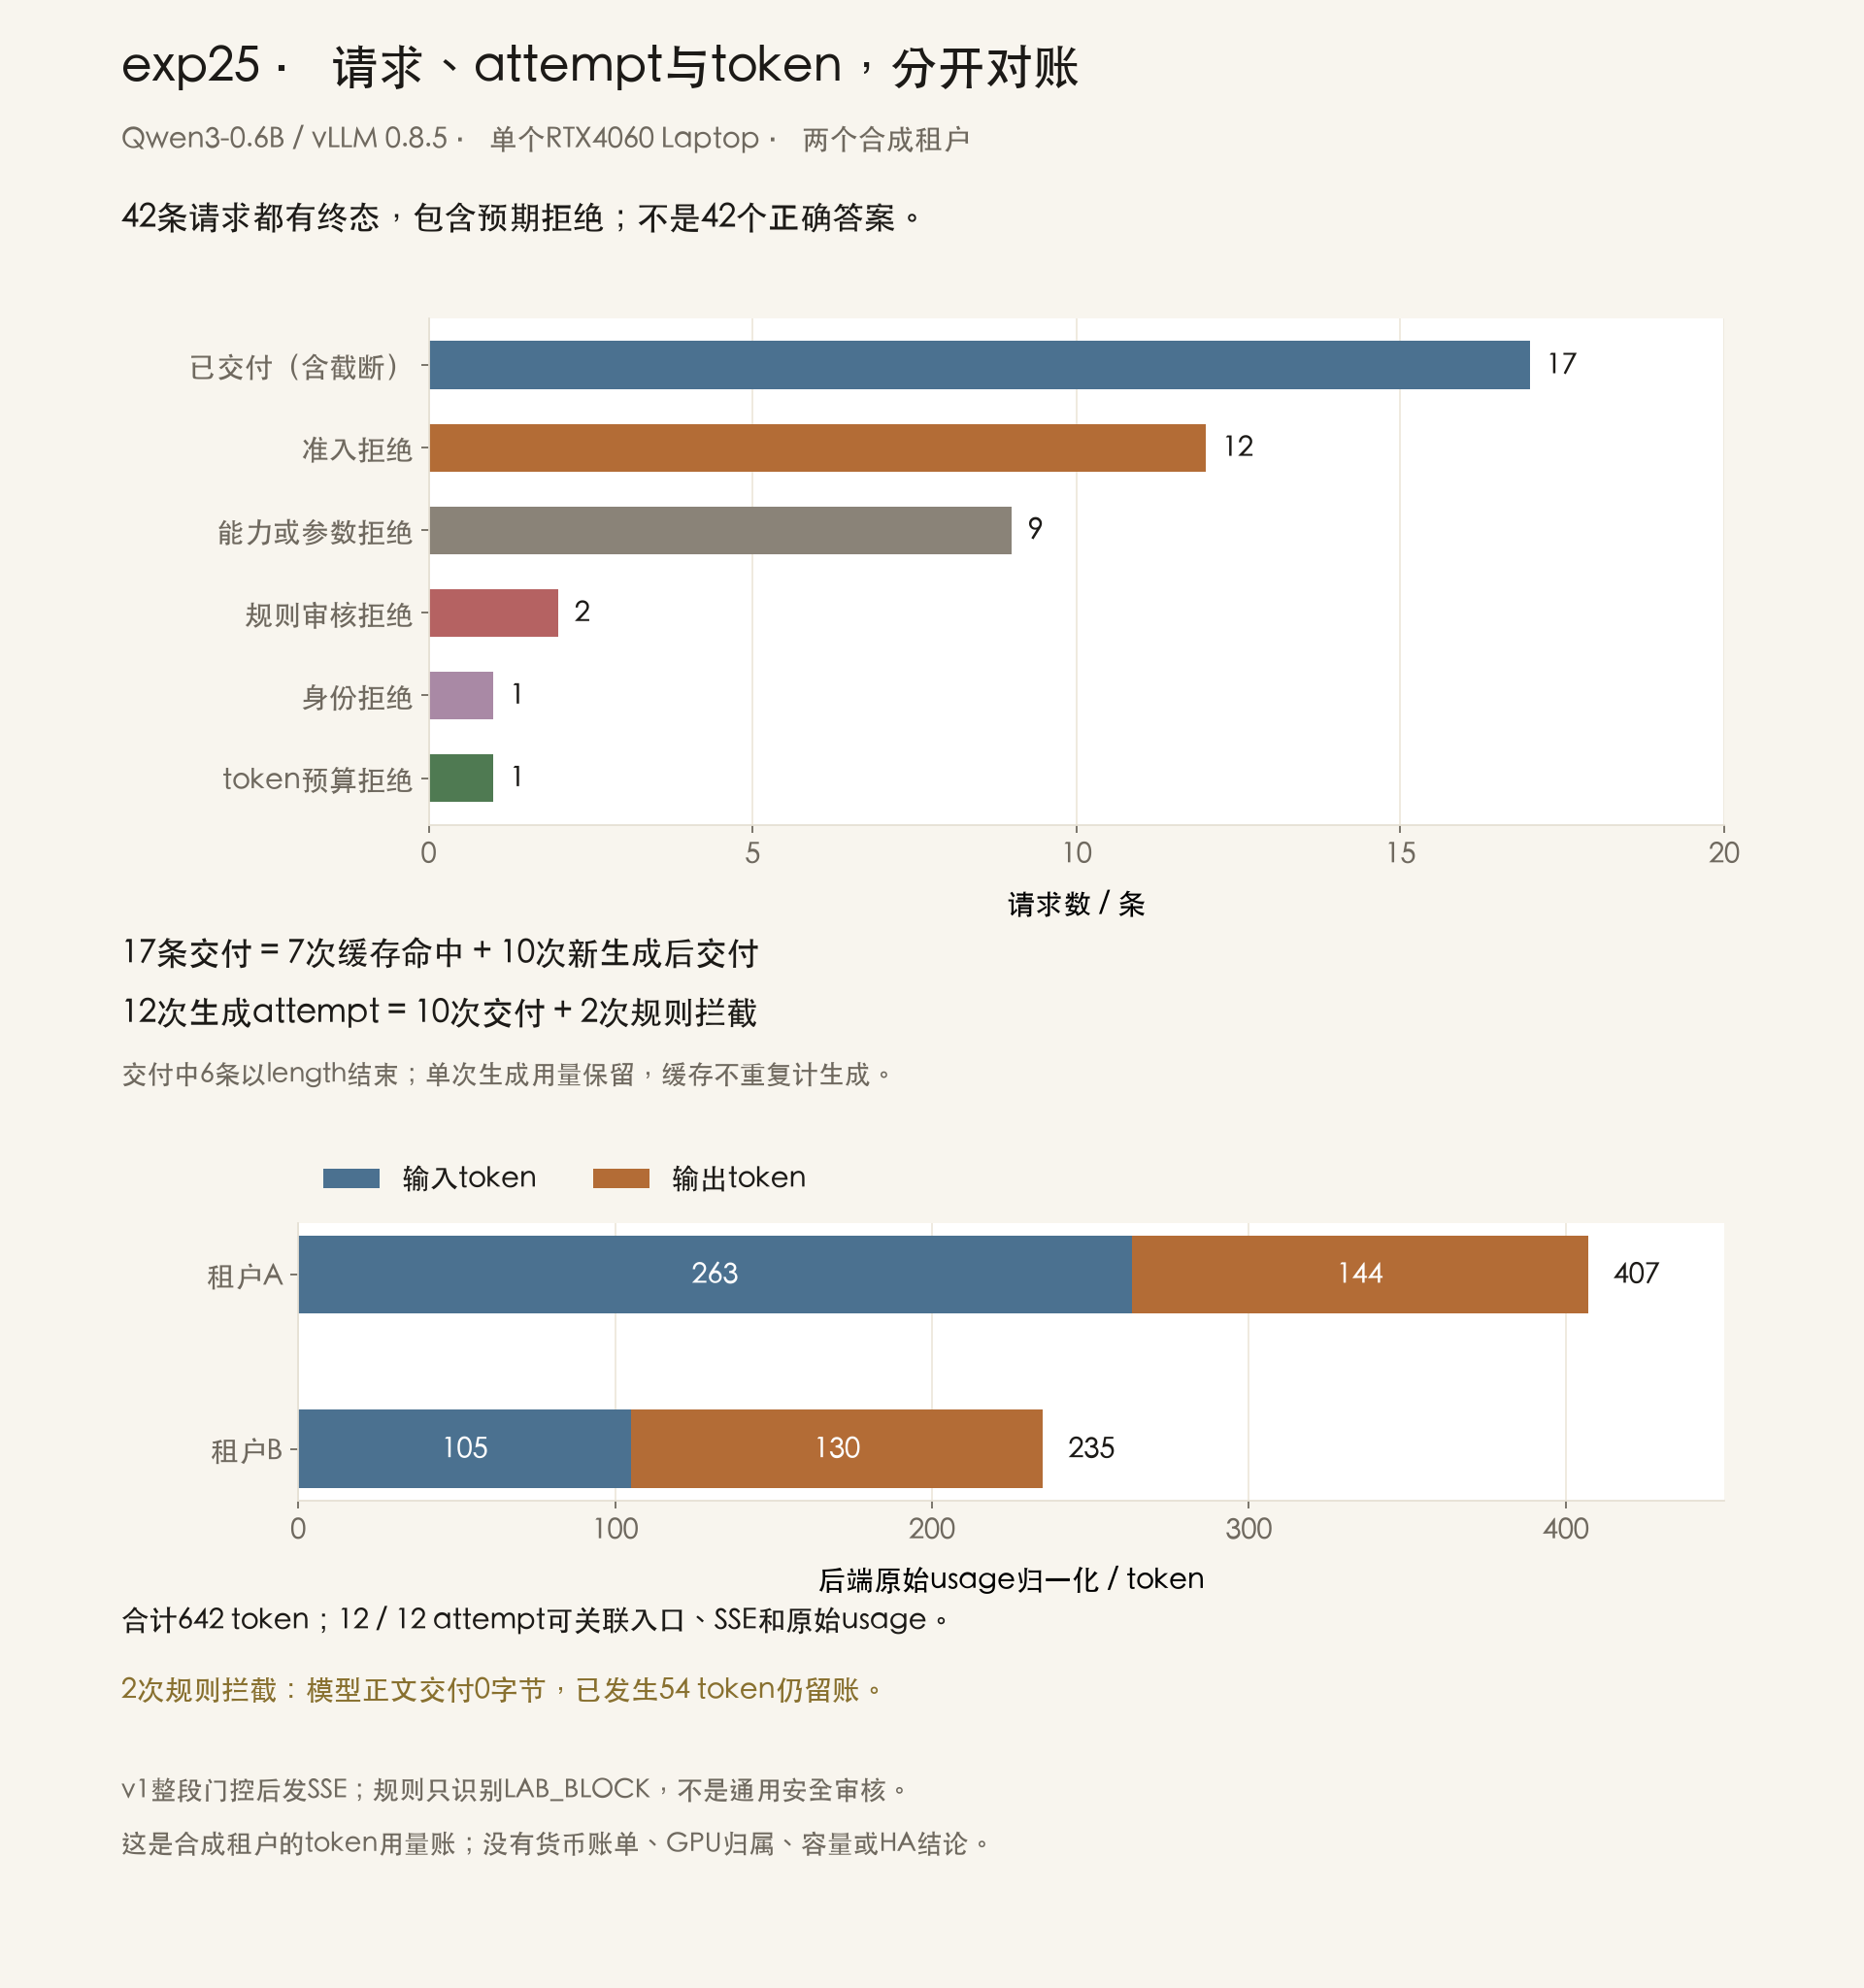 exp25 · 请求、attempt与token，分开对账
Qwen3-0.6B / vLLM 0.8.5 · 单个RTX4060 Laptop · 两个合成租户
42条请求都有终态，包含预期拒绝；不是42个正确答案。
已交付（含截断） 17
准入拒绝 12
能力或参数拒绝 9
规则审核拒绝 2
身份拒绝 1
token预算拒绝 1
0 5 10 15 20
请求数 / 条
17条交付 = 7次缓存命中 + 10次新生成后交付
12次生成attempt = 10次交付 + 2次规则拦截
交付中6条以length结束；单次生成用量保留，缓存不重复计生成。
输入token 输出token
租户A 263 144 407
租户B 105 130 235
0 100 200 300 400
后端原始usage归一化 / token
合计642 token；12 / 12 attempt可关联入口、SSE和原始usage。
2次规则拦截：模型正文交付0字节，已发生54 token仍留账。
v1整段门控后发SSE；规则只识别LAB_BLOCK，不是通用安全审核。
这是合成租户的token用量账；没有货币账单、GPU归属、容量或HA结论。